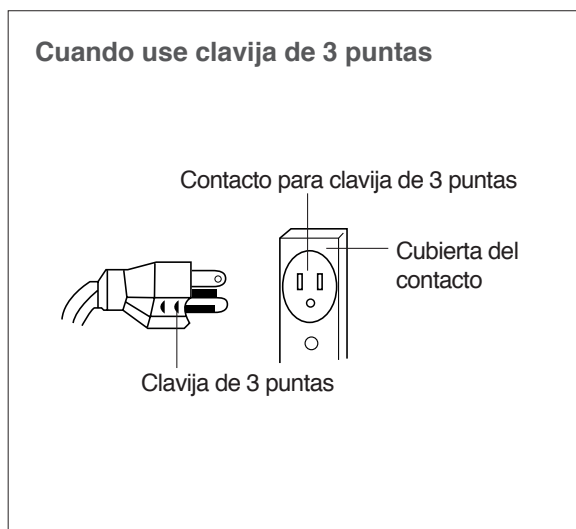 Cuando use clavija de 3 puntas
Contacto para clavija de 3 puntas
Cubierta del
contacto
Clavija de 3 puntas